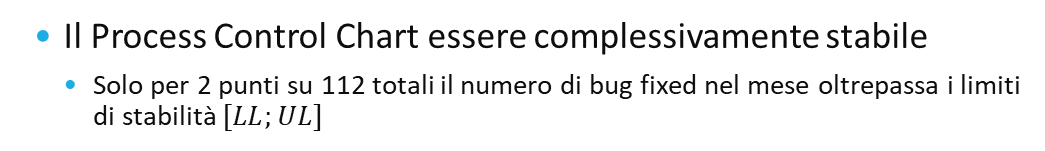 • Il Process Control Chart essere complessivamente stabile
• Solo per 2 punti su 112 totali il numero di bug fixed nel mese oltrepassa i limiti
di stabilità [LL; UL]